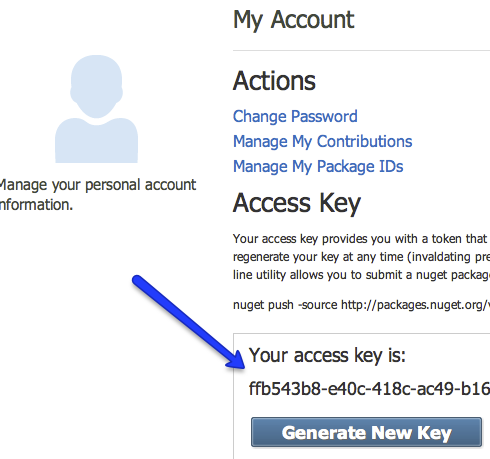 My Account
Actions
Change Password
Manage My Contributions
Manage My Package IDs
Manage your personal account
information.
Access Key
Your access key provides you with a token that
regenerate your key at any time (invaldating pre
line utility allows you to submit a nuget package
nuget push -source http://packages.nuget.org/v
Your access key is:
ffb543b8-e40c-418c-ac49-b16
Generate New Key